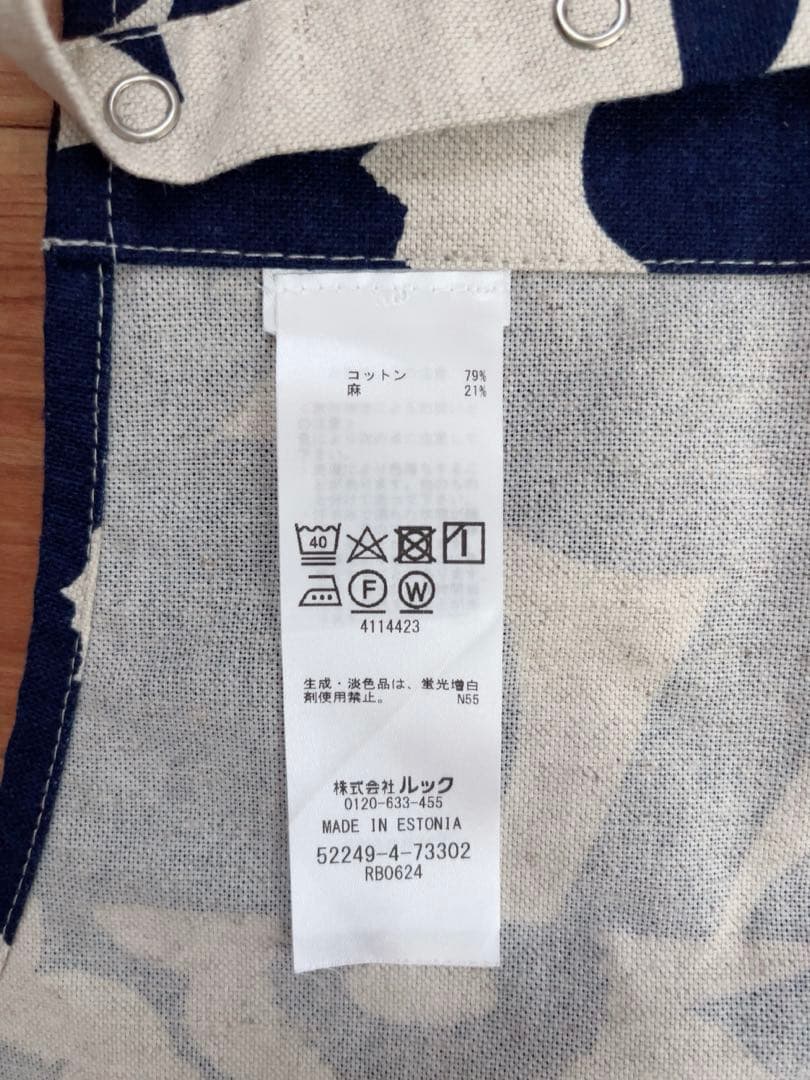 コットン 79%
麻 21%
40
F W
4114423
生成・淡色品は、蛍光増白
剤使用禁止。 N55
株式会社ルック
0120-633-455
MADE IN ESTONIA
52249-4-73302
RB0624